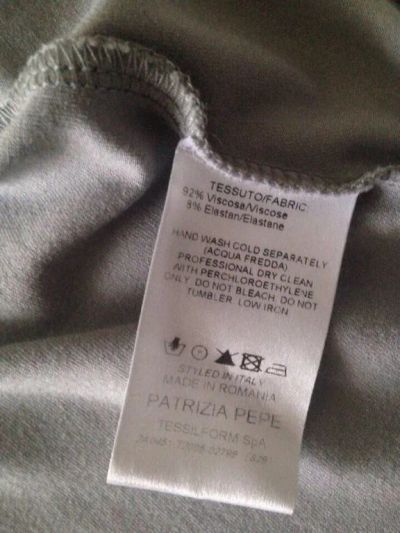 TESSUTO/FABRIC:
92% Viscosa/Viscose
8% Elastan/Elastane
HAND WASH COLD SEPARATELY
(ACQUA FREDDA)
PROFESSIONAL DRY CLEAN
WITH PERCHLOROETHYLENE
ONLY. DO NOT BLEACH. DO NOT
TUMBLER. LOW IRON.
STYLED IN ITALY
MADE IN ROMANIA
PATRIZIA PEPE
TESSILFORM SpA